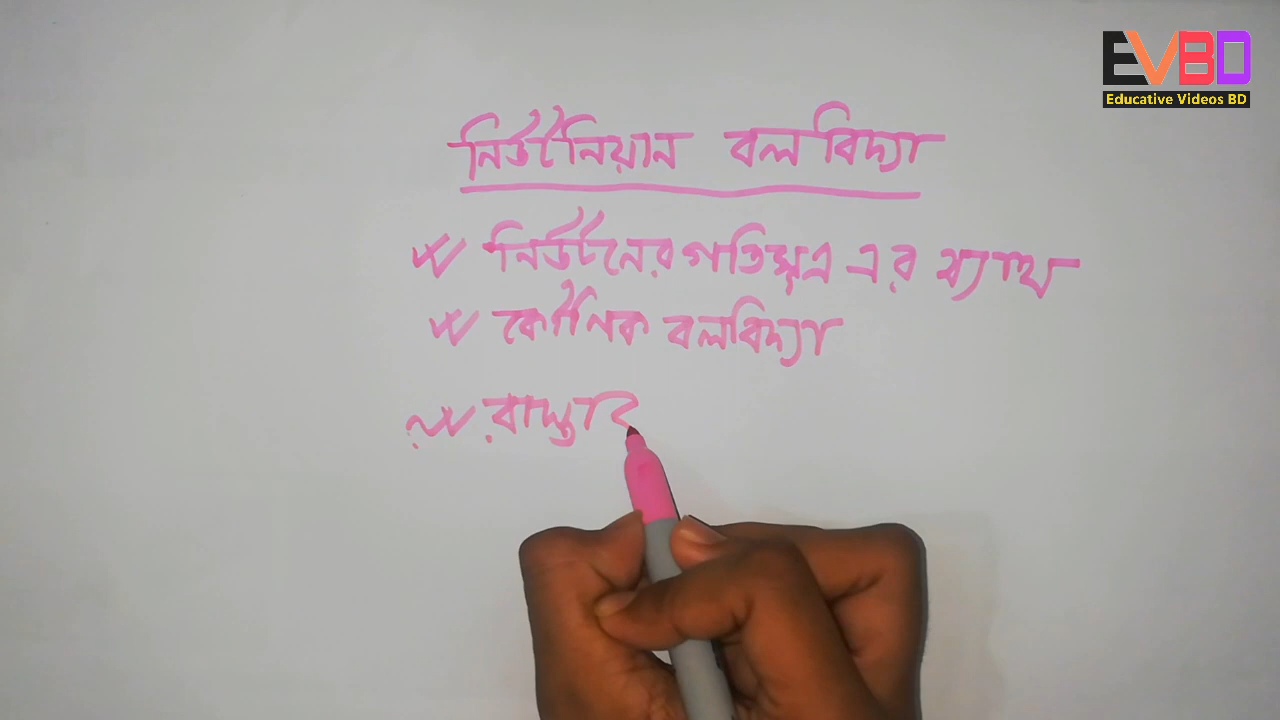 EVBD
Educative Videos BD
নিউটনিয়ান বলবিদ্যা
নিউটনের গতিসূত্র এর ব্যাখ
কৌণিক বলবিদ্যা
রাস্তার